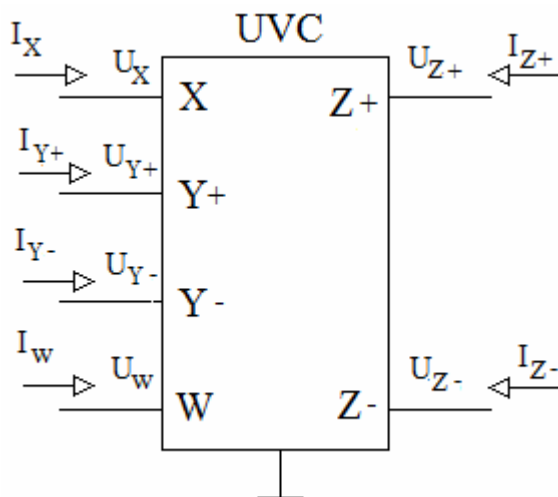 UVC
I_X U_X X Z+ U_Z+ I_Z+
I_Y+ U_Y+ Y+
I_Y- U_Y- Y-
I_W U_W W Z- U_Z- I_Z-